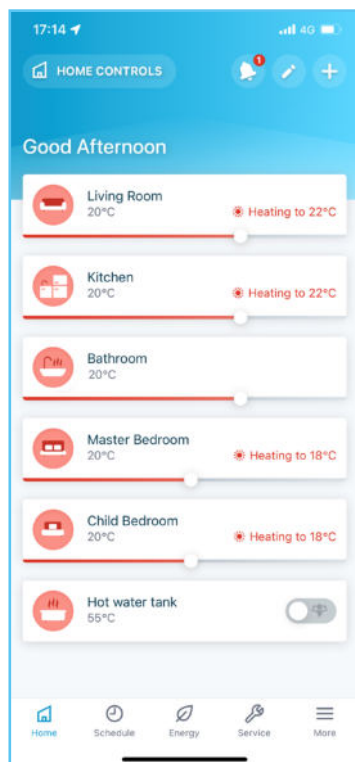 17:14
4G
HOME CONTROLS
1
Good Afternoon
Living Room
20°C
Heating to 22°C
Kitchen
20°C
Heating to 22°C
Bathroom
20°C
Master Bedroom
20°C
Heating to 18°C
Child Bedroom
20°C
Heating to 18°C
Hot water tank
55°C
Home
Schedule
Energy
Service
More